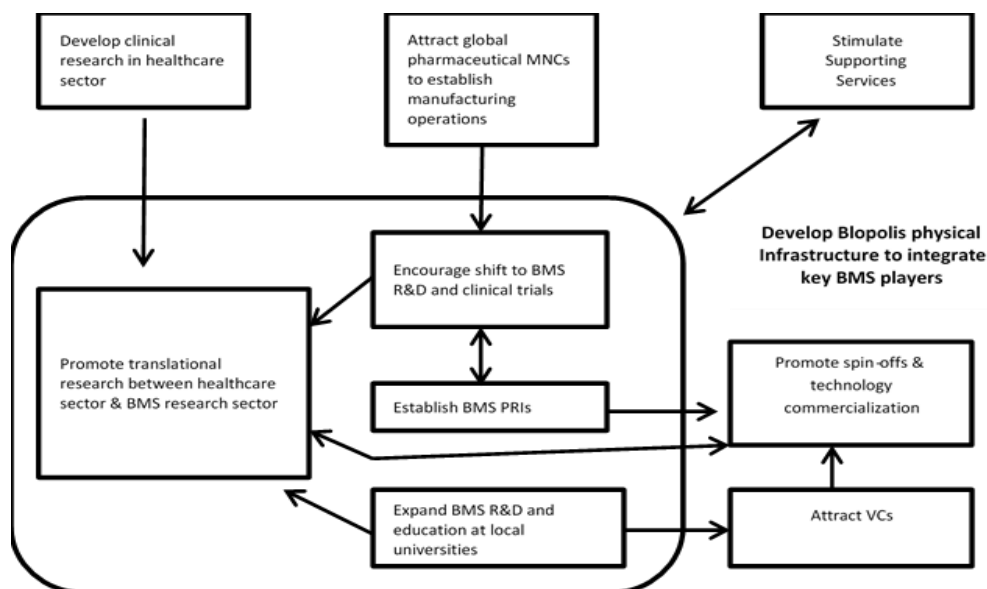 Develop clinical
research in healthcare
sector
Attract global
pharmaceutical MNCs
to establish
manufacturing
operations
Stimulate
Supporting
Services
Develop Blopolis physical
Infrastructure to integrate
key BMS players
Encourage shift to BMS
R&D and clinical trials
Promote translational
research between healthcare
sector & BMS research sector
Establish BMS PRIs
Promote spin-offs &
technology
commercialization
Expand BMS R&D and
education at local
universities
Attract VCs